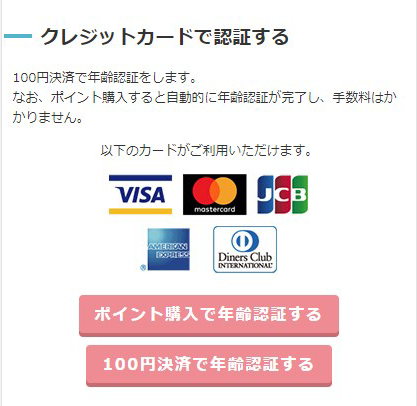 クレジットカードで認証する
100円決済で年齢認証をします。
なお、ポイント購入すると自動的に年齢認証が完了し、手数料はか
かりません。
以下のカードがご利用いただけます。
VISA
mastercard
JCB
AMERICAN
EXPRESS
®
Diners Club
INTERNATIONAL®
ポイント購入で年齢認証する
100円決済で年齢認証する